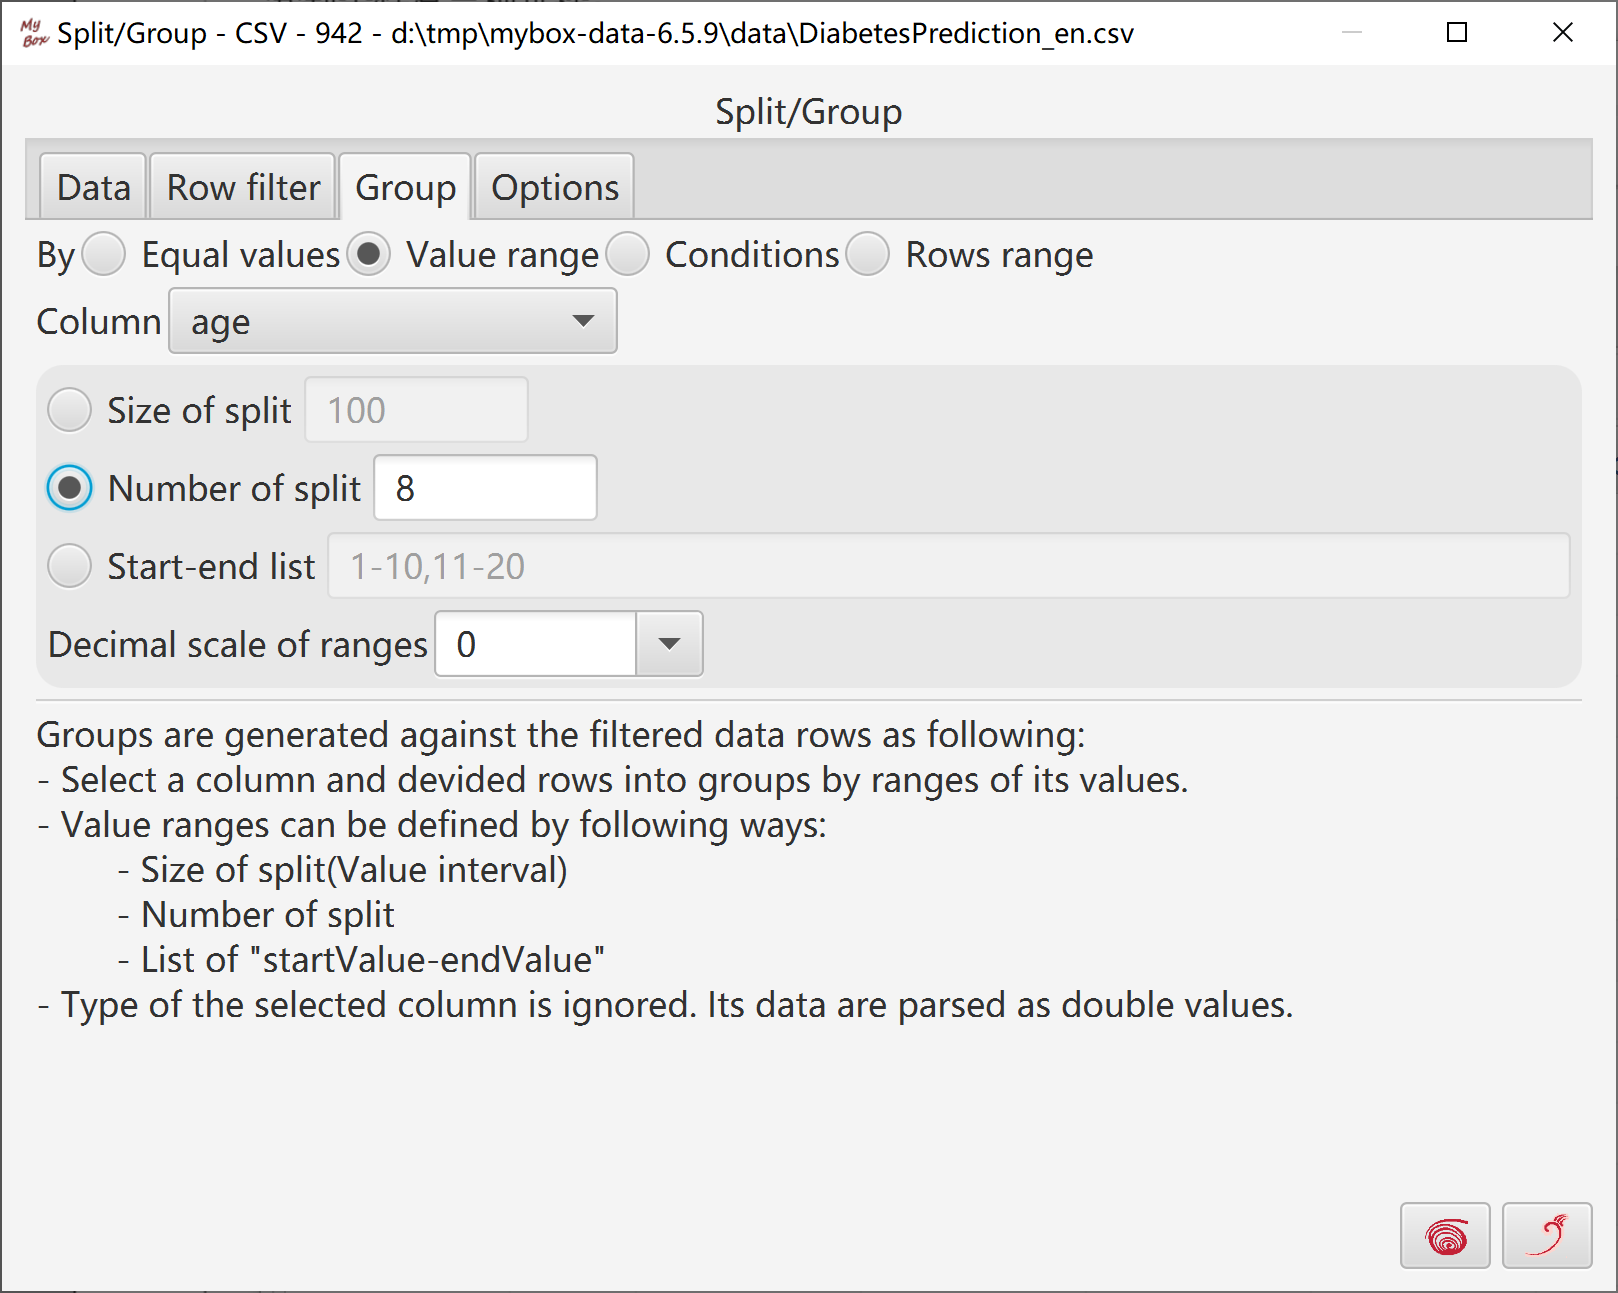 My Box Split/Group - CSV - 942 - d:\tmp\mybox-data-6.5.9\data\DiabetesPrediction_en.csv
Split/Group
Data Row filter Group Options
By Equal values Value range Conditions Rows range
Column age
Size of split 100
Number of split 8
Start-end list 1-10,11-20
Decimal scale of ranges 0
Groups are generated against the filtered data rows as following:
- Select a column and devided rows into groups by ranges of its values.
- Value ranges can be defined by following ways:
- Size of split(Value interval)
- Number of split
- List of "startValue-endValue"
- Type of the selected column is ignored. Its data are parsed as double values.